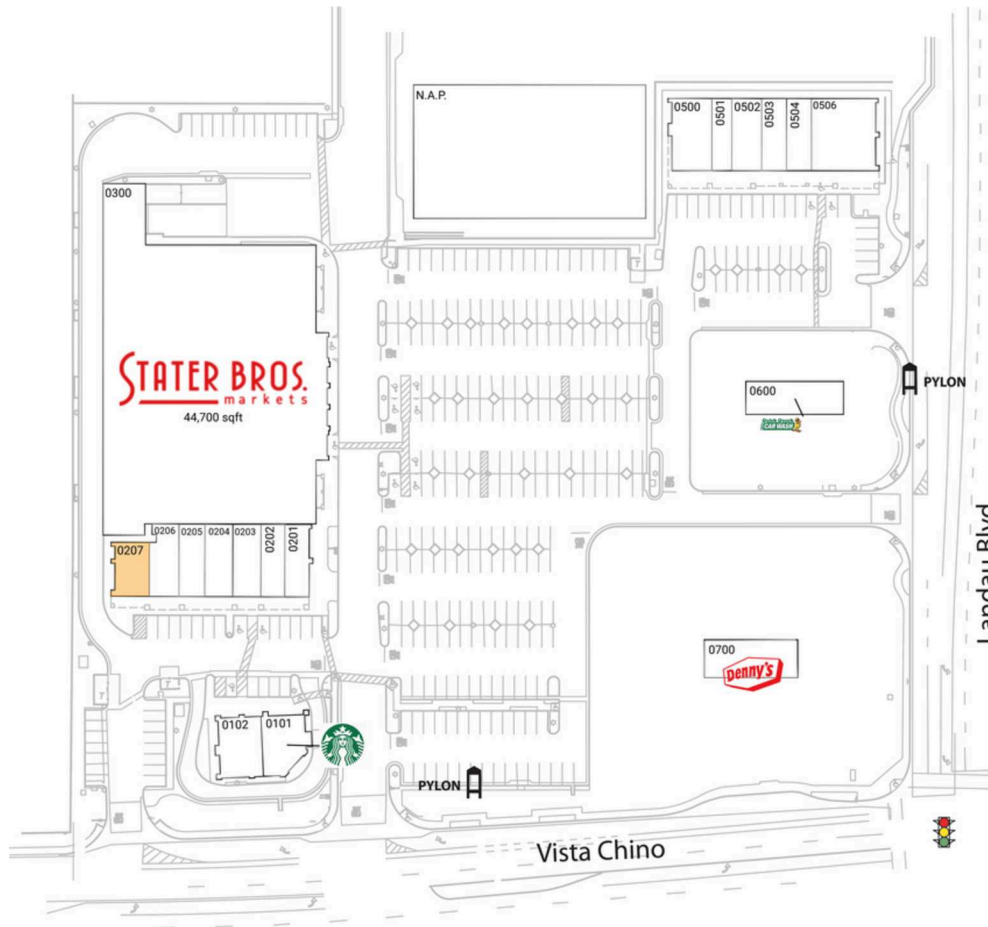 N.A.P.
0500
0501
0502
0503
0504
0506
0300
STATER BROS.
markets
44,700 sqft
0600
PYLON
CAR WASH
0206
0205
0204
0203
0202
0201
0207
Landau Blvd
0700
Denny's
0102
0101
PYLON
Vista Chino